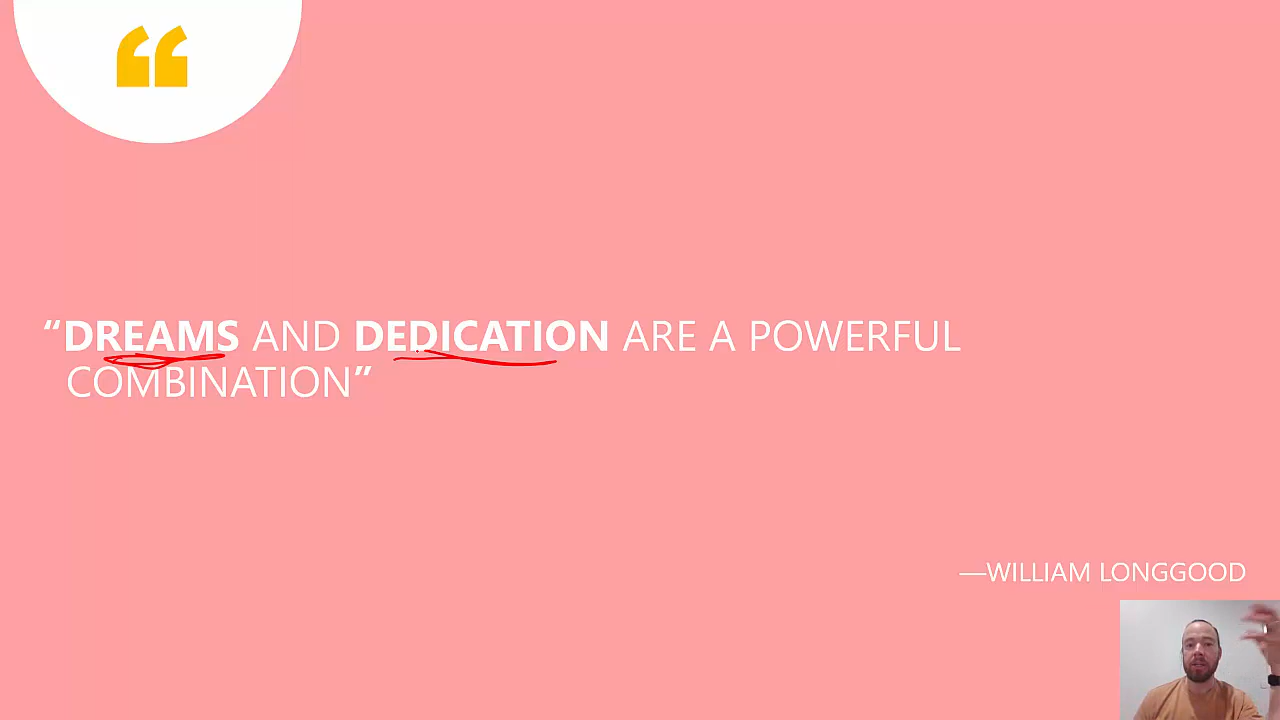 “DREAMS AND DEDICATION ARE A POWERFUL
COMBINATION”
—WILLIAM LONGGOOD